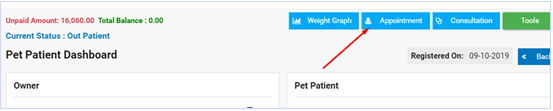 Unpaid Amount: 16,060.00 Total Balance : 0.00
Weight Graph
Appointment
Consultation
Tools
Current Status : Out Patient
Pet Patient Dashboard
Registered On: 09-10-2019
« Bac
Owner
Pet Patient